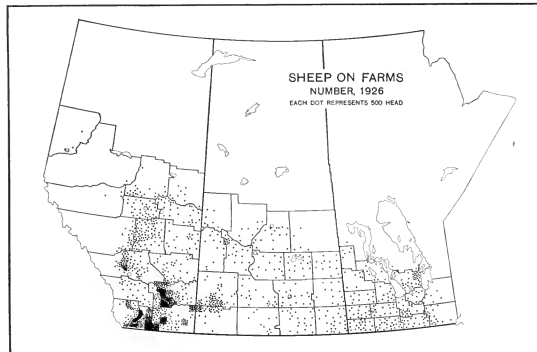 SHEEP ON FARMS
NUMBER, 1926
EACH DOT REPRESENTS 500 HEAD